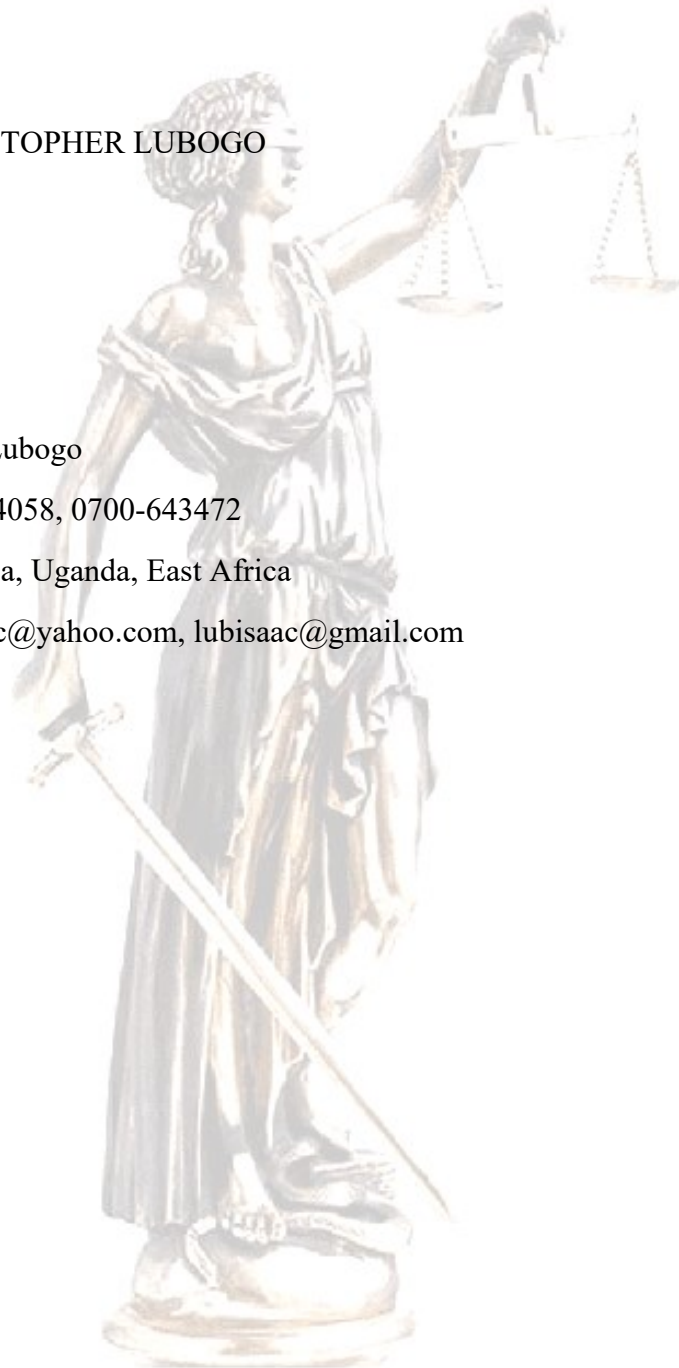 TOPHER LUBOGO
ubogo
4058, 0700-643472
a, Uganda, East Africa
c@yahoo.com, lubisaac@gmail.com